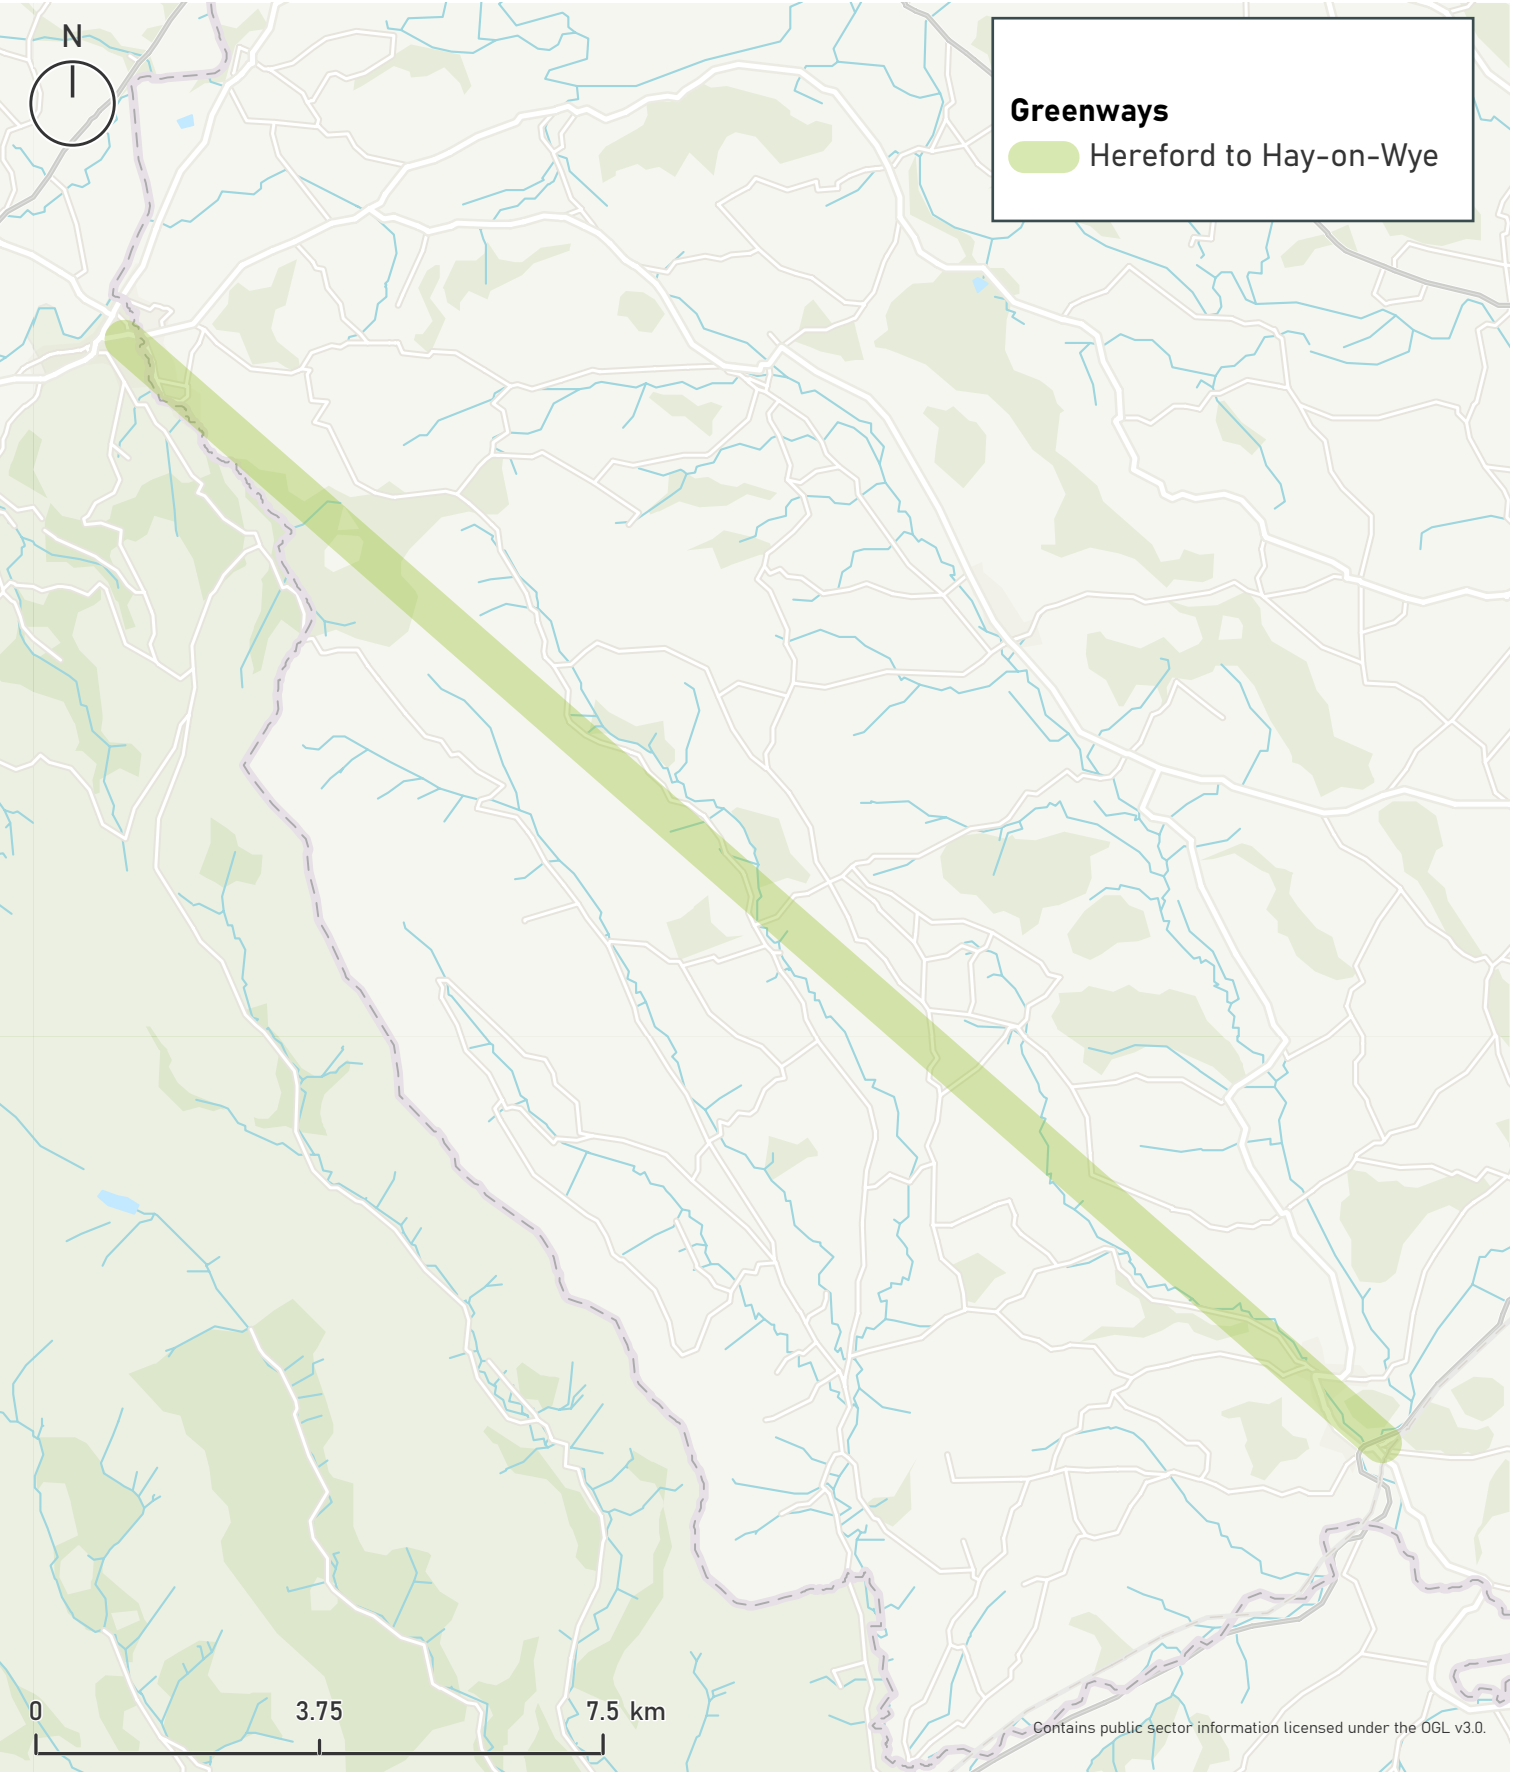 N
Greenways
Hereford to Hay-on-Wye
0 3.75 7.5 km
Contains public sector information licensed under the OGL v3.0.